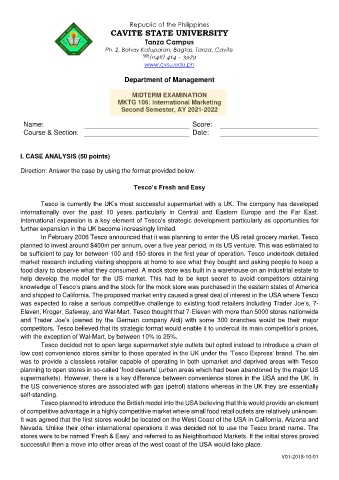 Republic of the Philippines
CAVITE STATE UNIVERSITY
Tanza Campus
Ph. 2, Bahay Katuparan, Bagtas, Tanza, Cavite
☎(046) 414 – 3979
www.cvsu.edu.ph
Department of Management
MIDTERM EXAMINATION
MKTG 106: International Marketing
Second Semester, AY 2021-2022
Name: Score:
Course & Section: Date:
I. CASE ANALYSIS (50 points)
Direction: Answer the case by using the format provided below.
Tesco's Fresh and Easy
Tesco is currently the UK's most successful supermarket with a UK. The company has developed
internationally over the past 10 years particularly in Central and Eastern Europe and the Far East.
International expansion is a key element of Tesco's strategic development particularly as opportunities for
further expansion in the UK become increasingly limited.
In February 2006 Tesco announced that it was planning to enter the US retail grocery market. Tesco
planned to invest around $400m per annum, over a five year period, in its US venture. This was estimated to
be sufficient to pay for between 100 and 150 stores in the first year of operation. Tesco undertook detailed
market research including visiting shoppers at home to see what they bought and asking people to keep a
food diary to observe what they consumed. A mock store was built in a warehouse on an industrial estate to
help develop the model for the US market. This had to be kept secret to avoid competitors obtaining
knowledge of Tesco's plans and the stock for the mock store was purchased in the eastern states of America
and shipped to California. The proposed market entry caused a great deal of interest in the USA where Tesco
was expected to raise a serious competitive challenge to existing food retailers including Trader Joe's, 7-
Eleven, Kroger, Safeway, and Wal-Mart. Tesco thought that 7-Eleven with more than 5000 stores nationwide
and Trader Joe's (owned by the German company Aldi) with some 300 branches would be their major
competitors. Tesco believed that its strategic format would enable it to undercut its main competitor's prices,
with the exception of Wal-Mart, by between 10% to 25%.
Tesco decided not to open large supermarket style outlets but opted instead to introduce a chain of
low cost convenience stores similar to those operated in the UK under the 'Tesco Express' brand. The aim
was to provide a classless retailer capable of operating in both upmarket and deprived areas with Tesco
planning to open stores in so-called 'food deserts' (urban areas which had been abandoned by the major US
supermarkets). However, there is a key difference between convenience stores in the USA and the UK. In
the US convenience stores are associated with gas (petrol) stations whereas in the UK they are essentially
self-standing.
Tesco planned to introduce the British model into the USA believing that this would provide an element
of competitive advantage in a highly competitive market where small food retail outlets are relatively unknown.
It was agreed that the first stores would be located on the West Coast of the USA in California, Arizona and
Nevada. Unlike their other international operations it was decided not to use the Tesco brand name. The
stores were to be named 'Fresh & Easy' and referred to as Neighborhood Markets. If the initial stores proved
successful then a move into other areas of the west coast of the USA would take place.
V01-2018-10-01